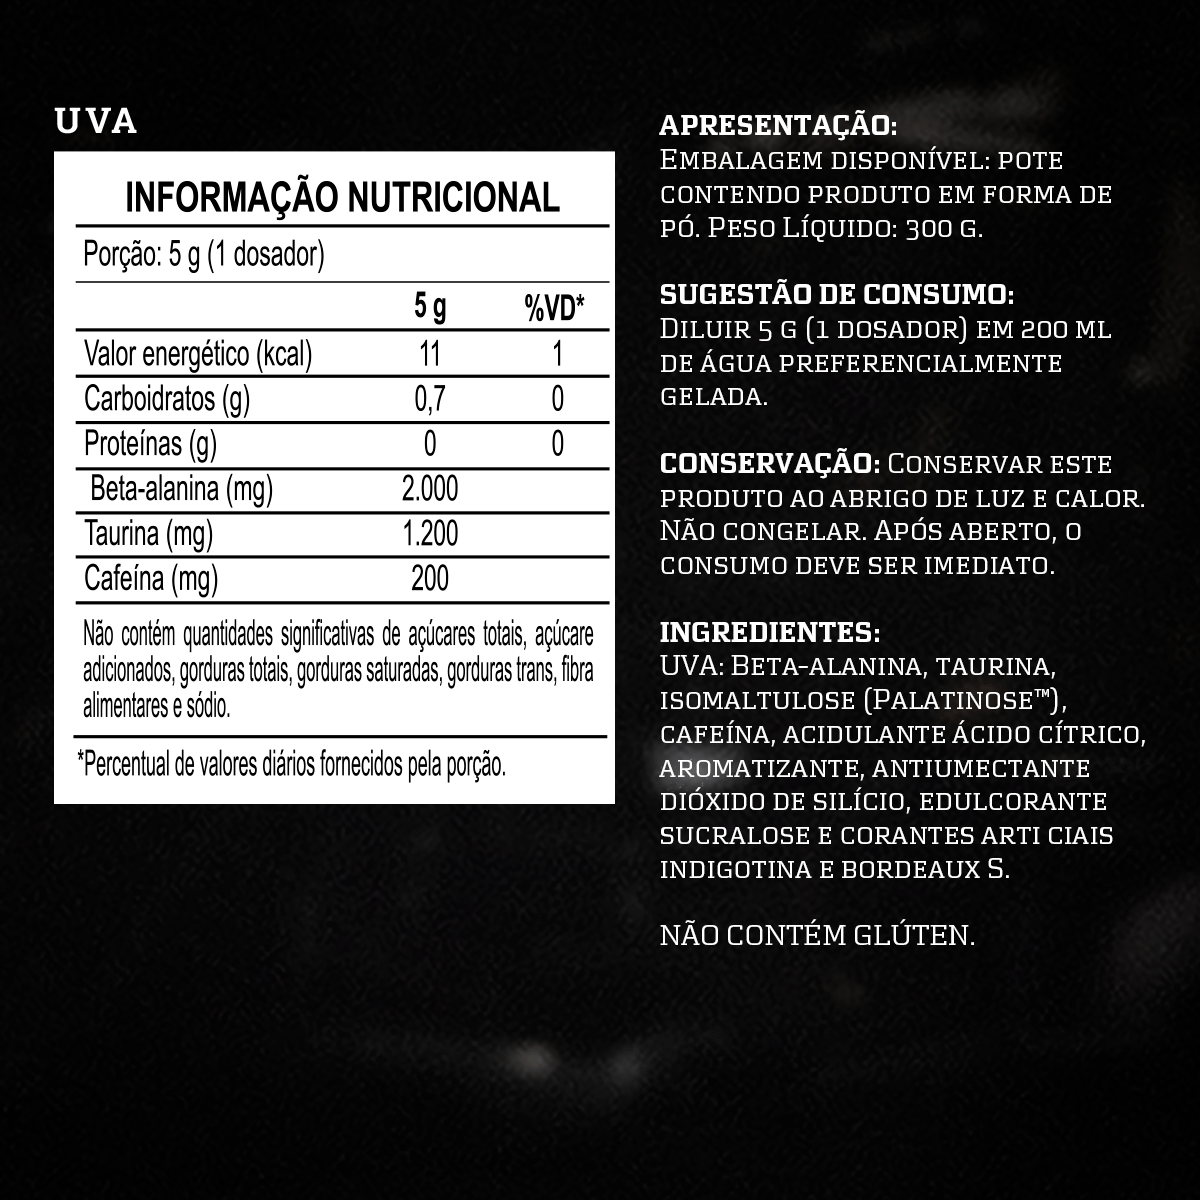 UVA
INFORMAÇÃO NUTRICIONAL
Porção: 5 g (1 dosador)
5 g %VD*
Valor energético (kcal) 11 1
Carboidratos (g) 0,7 0
Proteínas (g) 0 0
Beta-alanina (mg) 2.000
Taurina (mg) 1.200
Cafeína (mg) 200
Não contém quantidades significativas de açúcares totais, açúcare
adicionados, gorduras totais, gorduras saturadas, gorduras trans, fibra
alimentares e sódio.
*Percentual de valores diários fornecidos pela porção.
APRESENTAÇÃO:
EMBALAGEM DISPONÍVEL: POTE
CONTENDO PRODUTO EM FORMA DE
PÓ. PESO LÍQUIDO: 300 G.
SUGESTÃO DE CONSUMO:
DILUIR 5 G (1 DOSADOR) EM 200 ML
DE ÁGUA PREFERENCIALMENTE
GELADA.
CONSERVAÇÃO: CONSERVAR ESTE
PRODUTO AO ABRIGO DE LUZ E CALOR.
NÃO CONGELAR. APÓS ABERTO, O
CONSUMO DEVE SER IMEDIATO.
INGREDIENTES:
UVA: BETA-ALANINA, TAURINA,
ISOMALTULOSE (PALATINOSE™),
CAFEÍNA, ACIDULANTE ÁCIDO CÍTRICO,
AROMATIZANTE, ANTIUMECTANTE
DIÓXIDO DE SILÍCIO, EDULCORANTE
SUCRALOSE E CORANTES ARTI CIAIS
INDIGOTINA E BORDEAUX S.
NÃO CONTÉM GLÚTEN.